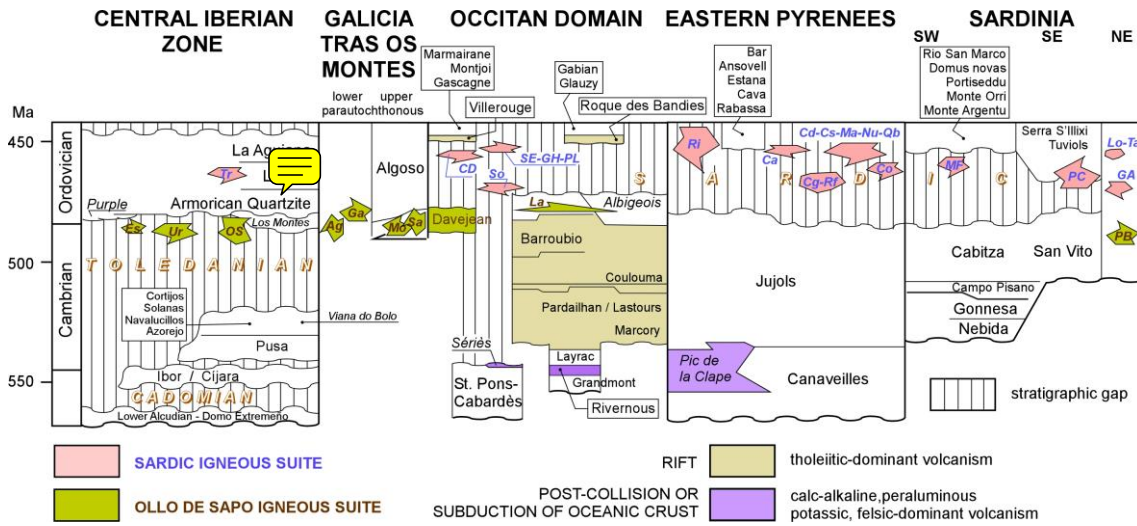 CENTRAL IBERIAN
ZONE
GALICIA
TRAS OS
MONTES
OCCITAN DOMAIN
EASTERN PYRENEES
SARDINIA
SW
SE
NE
Ma
450
500
550
Ordovician
Cambrian
lower
parautochthonous
upper
Marmairane
Montjoi
Gascagne
Villerouge
Gabian
Glauzy
Roque des Bandies
Bar
Ansovell
Estana
Cava
Rabassa
Rio San Marco
Domus novas
Portiseddu
Monte Orri
Monte Argentu
Serra S'Illixi
Tuviols
Tr
Armorican Quartzite
Purple
Los Montes
Es
Ur
OS
TOLEDANIAN
Cortijos
Solanas
Navalucillos
Azorejo
Viana do Bolo
Pusa
Ibor / Cijara
CADOMIAN
Lower Alcudian - Domo Extremeño
Algoso
Ag
Ga
Mo
Sa
Davejean
CD
So
SE-GH-PL
La
Albigeois
Barroubio
Coulouma
Pardailhan / Lastours
Marcory
Layrac
Grandmont
Rivernous
Sériès
St. Pons-
Cabardès
SARDIC
Ri
Ca
Cd-Cs-Ma-Nu-Qb
Cg-Rf
Co
Jujols
Pic de
la Clape
Canaveilles
MF
PC
Lo-Ta
GA
PB
Cabitza
San Vito
Campo Pisano
Gonnesa
Nebida
stratigraphic gap
SARDIC IGNEOUS SUITE
OLLO DE SAPO IGNEOUS SUITE
RIFT
tholeiitic-dominant volcanism
POST-COLLISION OR
SUBDUCTION OF OCEANIC CRUST
calc-alkaline,peraluminous
potassic, felsic-dominant volcanism